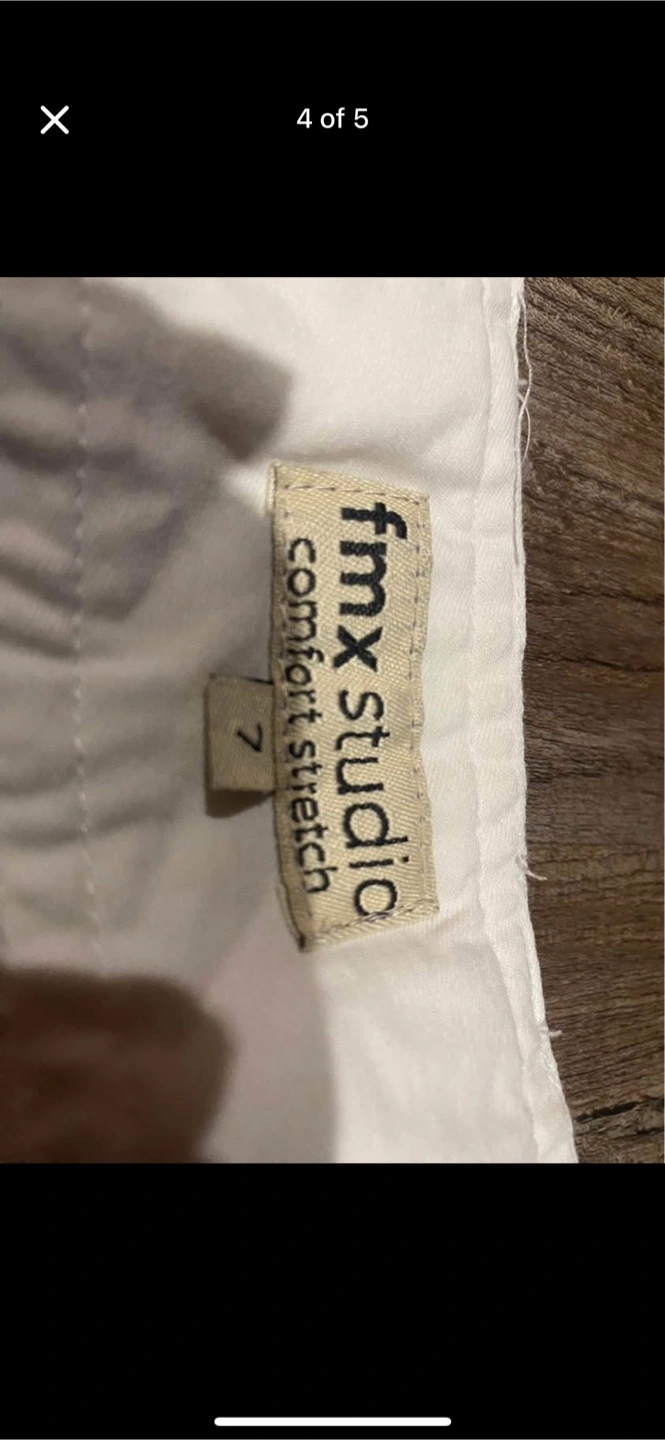 4 of 5
fmx studio
comfort stretch
7